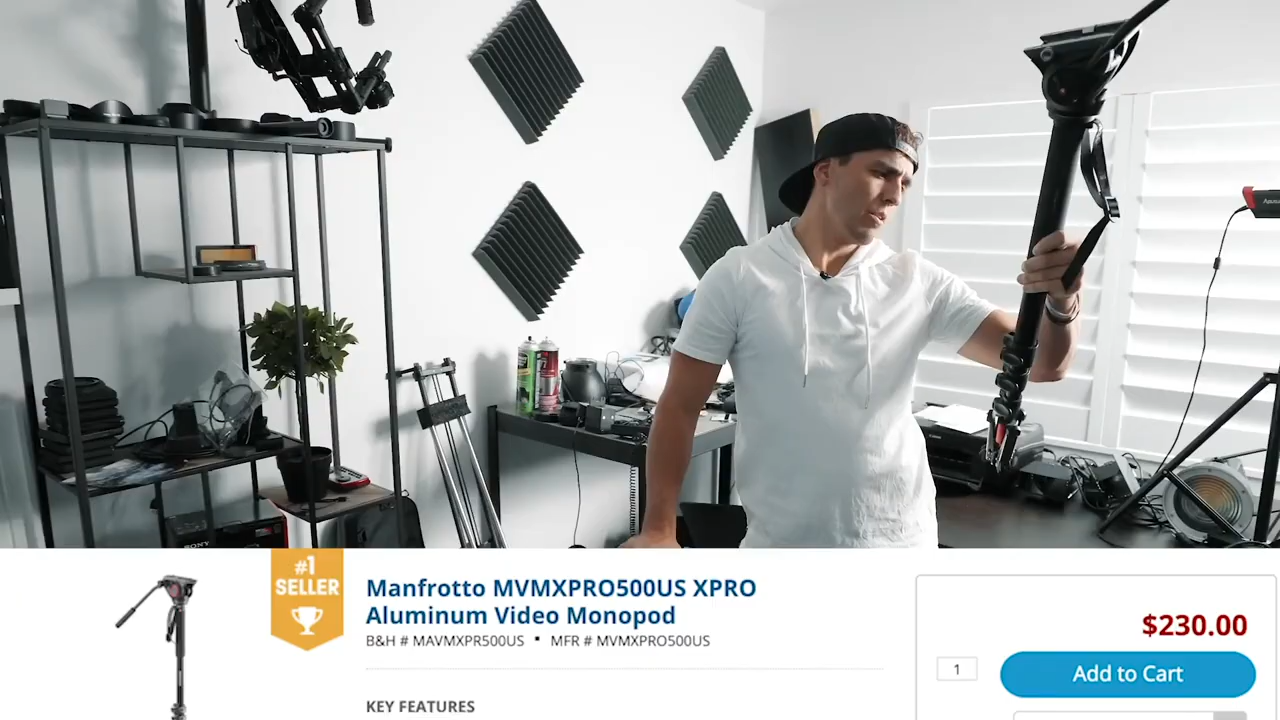 SONY
#1
SELLER
Manfrotto MVMXPRO500US XPRO
Aluminum Video Monopod
B&H # MAVMXPR500US • MFR # MVMXPRO500US
KEY FEATURES
$230.00
1
Add to Cart